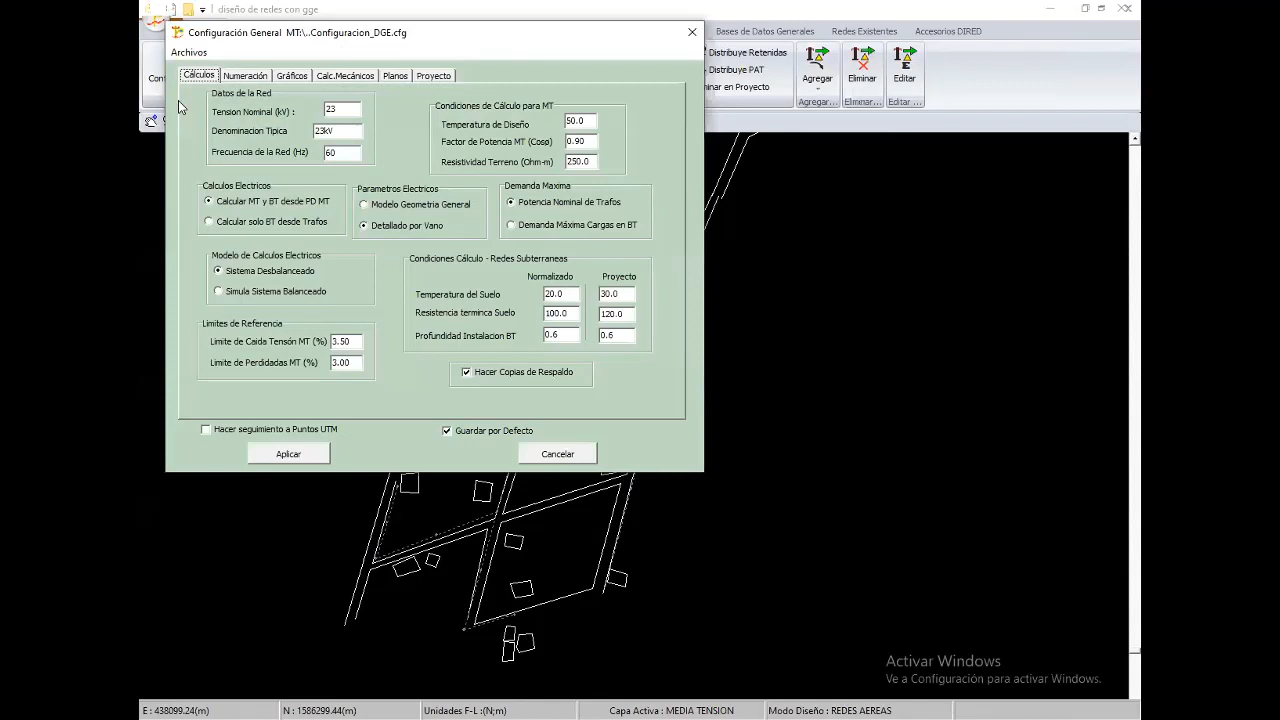 diseño de redes con gge
Configuración General MT:\..Configuracion_DGE.cfg
Bases de Datos Generales
Redes Existentes
Accesorios DIRED
Archivos
Distribuye Retenidas
Distribuye PAT
en Proyecto
Agregar
Eliminar
Editar
Agregar...
Eliminar...
Editar ...
Cálculos
Numeración
Gráficos
Calc.Mecánicos
Planos
Proyecto
Datos de la Red
Tension Nominal (kV) :
23
Denominacion Tipica
23kV
Frecuencia de la Red (Hz)
60
Condiciones de Cálculo para MT
Temperatura de Diseño
50.0
Factor de Potencia MT (Cosø)
0.90
Resistividad Terreno (Ohm-m)
250.0
Calculos Electricos
Calcular MT y BT desde PD MT
Calcular solo BT desde Trafos
Parametros Electricos
Modelo Geometria General
Detallado por Vano
Demanda Maxima
Potencia Nominal de Trafos
Demanda Máxima Cargas en BT
Modelo de Calculos Electricos
Sistema Desbalanceado
Simula Sistema Balanceado
Condiciones Cálculo - Redes Subterraneas
Normalizado
Proyecto
Temperatura del Suelo
20.0
30.0
Resistencia terminca Suelo
100.0
120.0
Profundidad Instalacion BT
0.6
0.6
Limites de Referencia
Limite de Caida Tensón MT (%)
3.50
Limite de Perdidadas MT (%)
3.00
Hacer Copias de Respaldo
Hacer seguimiento a Puntos UTM
Guardar por Defecto
Aplicar
Cancelar
Activar Windows
Ve a Configuración para activar Windows.
E : 438099.24(m)
N : 1586299.44(m)
Unidades F-L :(N;m)
Capa Activa : MEDIA TENSION
Modo Diseño : REDES AEREAS